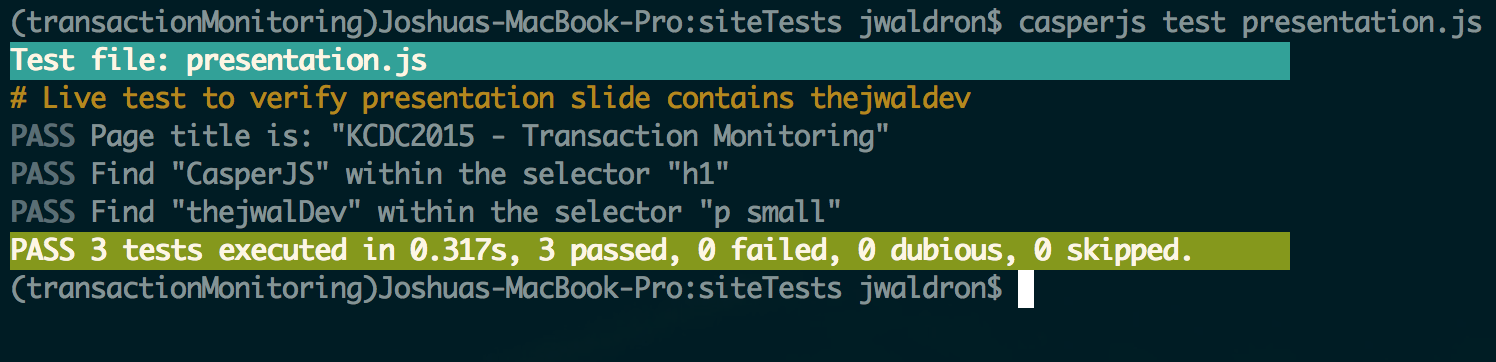 (transactionMonitoring)Joshuas-MacBook-Pro:siteTests jwaldron$ casperjs test presentation.js
Test file: presentation.js
# Live test to verify presentation slide contains thejwaldev
PASS Page title is: "KCDC2015 - Transaction Monitoring"
PASS Find "CasperJS" within the selector "h1"
PASS Find "thejwalDev" within the selector "p small"
PASS 3 tests executed in 0.317s, 3 passed, 0 failed, 0 dubious, 0 skipped.
(transactionMonitoring)Joshuas-MacBook-Pro:siteTests jwaldron$